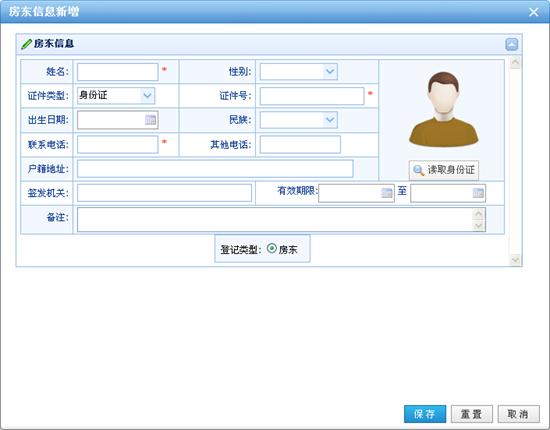 房东信息新增
房东信息
姓名: * 性别:
证件类型: 身份证 证件号: *
出生日期: 民族:
联系电话: * 其他电话:
户籍地址: 读取身份证
签发机关: 有效期限: 至
备注:
登记类型: 房东
保存 重置 取消